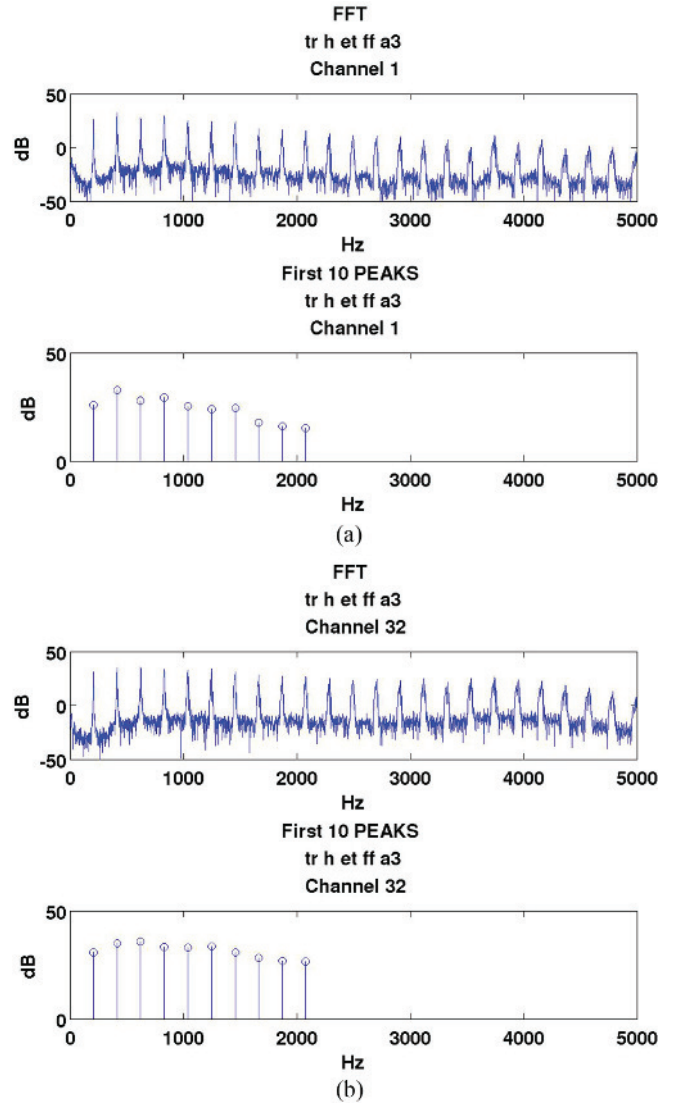 FFT
tr h et ff a3
Channel 1
50
0
-50
dB
0 1000 2000 3000 4000 5000
Hz
First 10 PEAKS
tr h et ff a3
Channel 1
50
0
dB
0 1000 2000 3000 4000 5000
Hz
(a)
FFT
tr h et ff a3
Channel 32
50
0
-50
dB
0 1000 2000 3000 4000 5000
Hz
First 10 PEAKS
tr h et ff a3
Channel 32
50
0
dB
0 1000 2000 3000 4000 5000
Hz
(b)